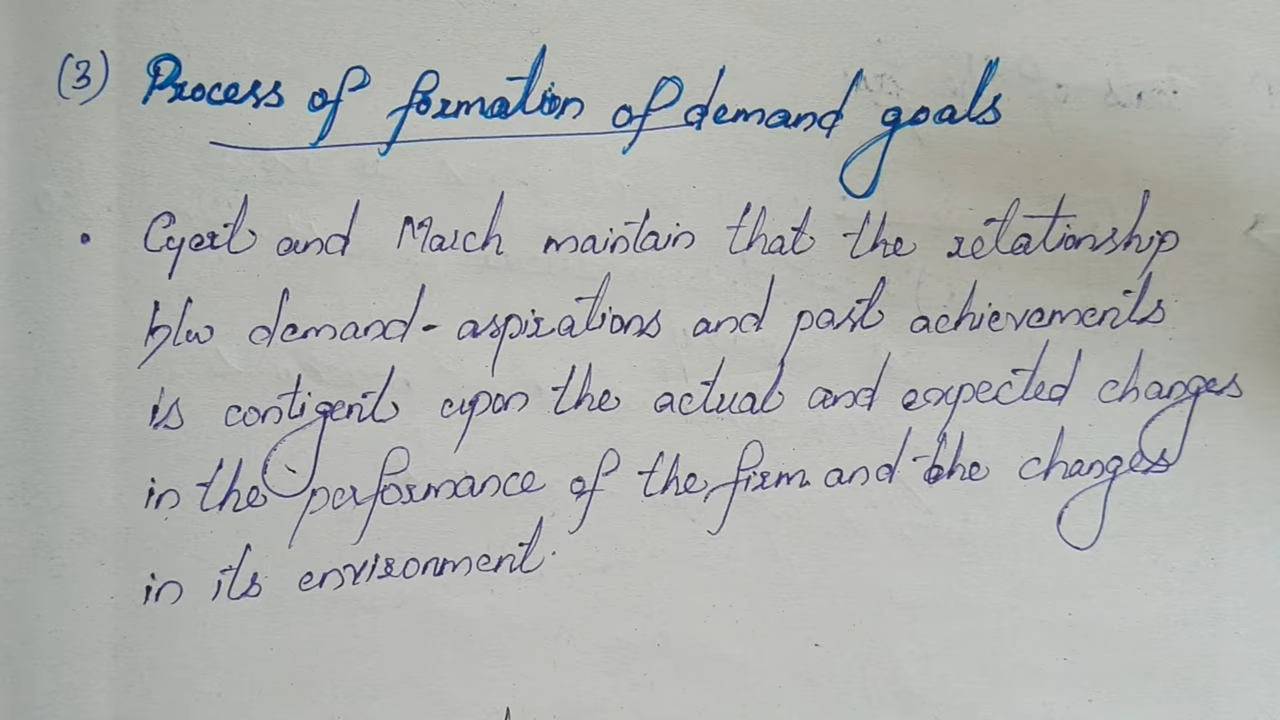 (3) Process of formation of demand goals
• Cyert and March maintain that the relationship
b/w demand-aspirations and past achievements
is contigent upon the actual and expected changes
in the performance of the firm and the changes
in its environment.